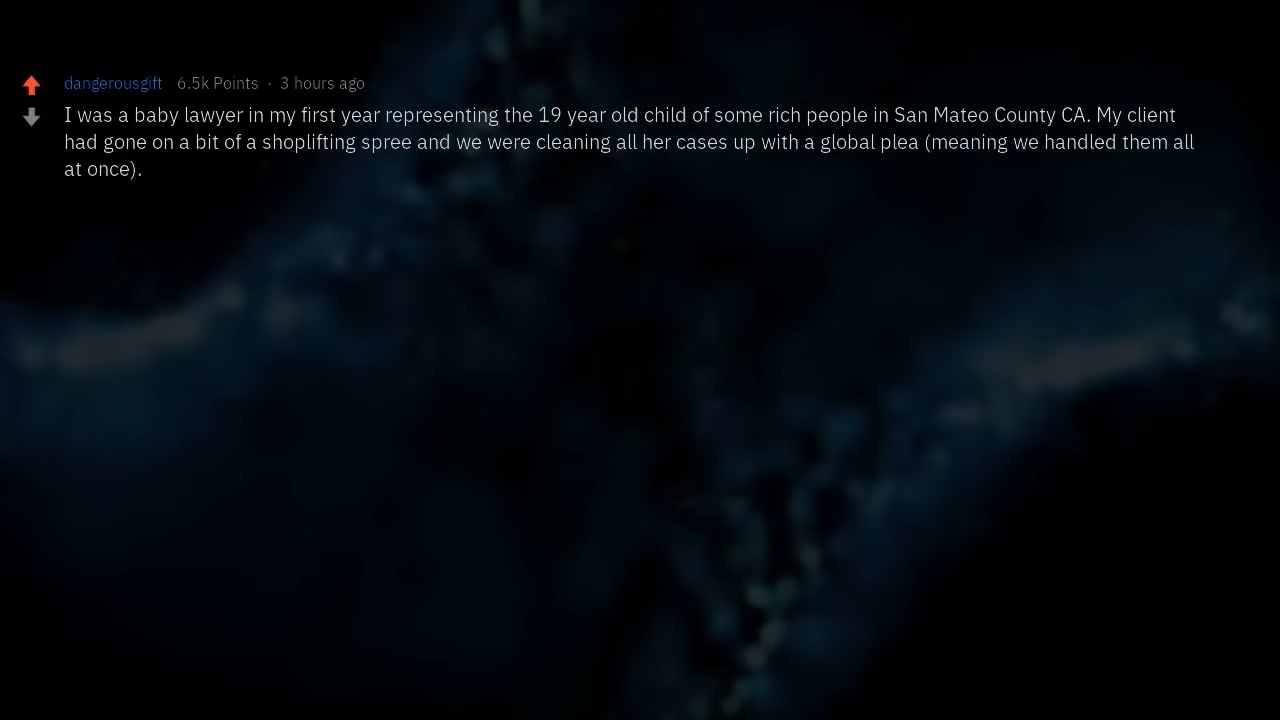 dangerousgift 6.5k Points · 3 hours ago
I was a baby lawyer in my first year representing the 19 year old child of some rich people in San Mateo County CA. My client
had gone on a bit of a shoplifting spree and we were cleaning all her cases up with a global plea (meaning we handled them all
at once).